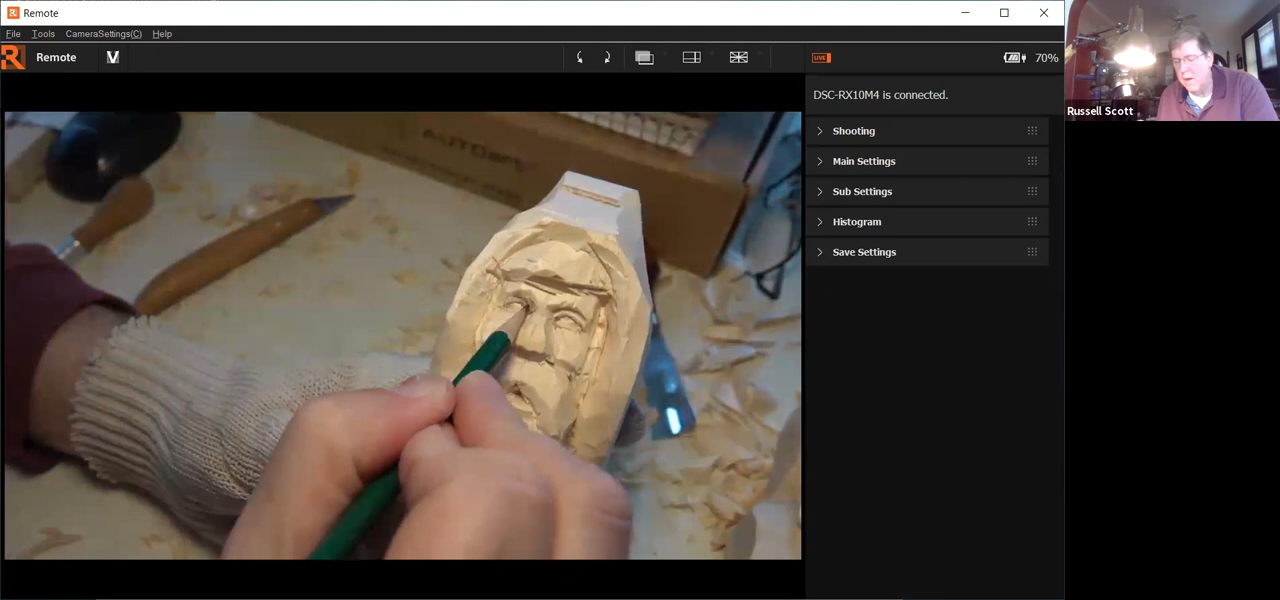 Remote
File Tools CameraSettings(C) Help
Remote
LIVE
70%
DSC-RX10M4 is connected.
Shooting
Main Settings
Sub Settings
Histogram
Save Settings
Russell Scott